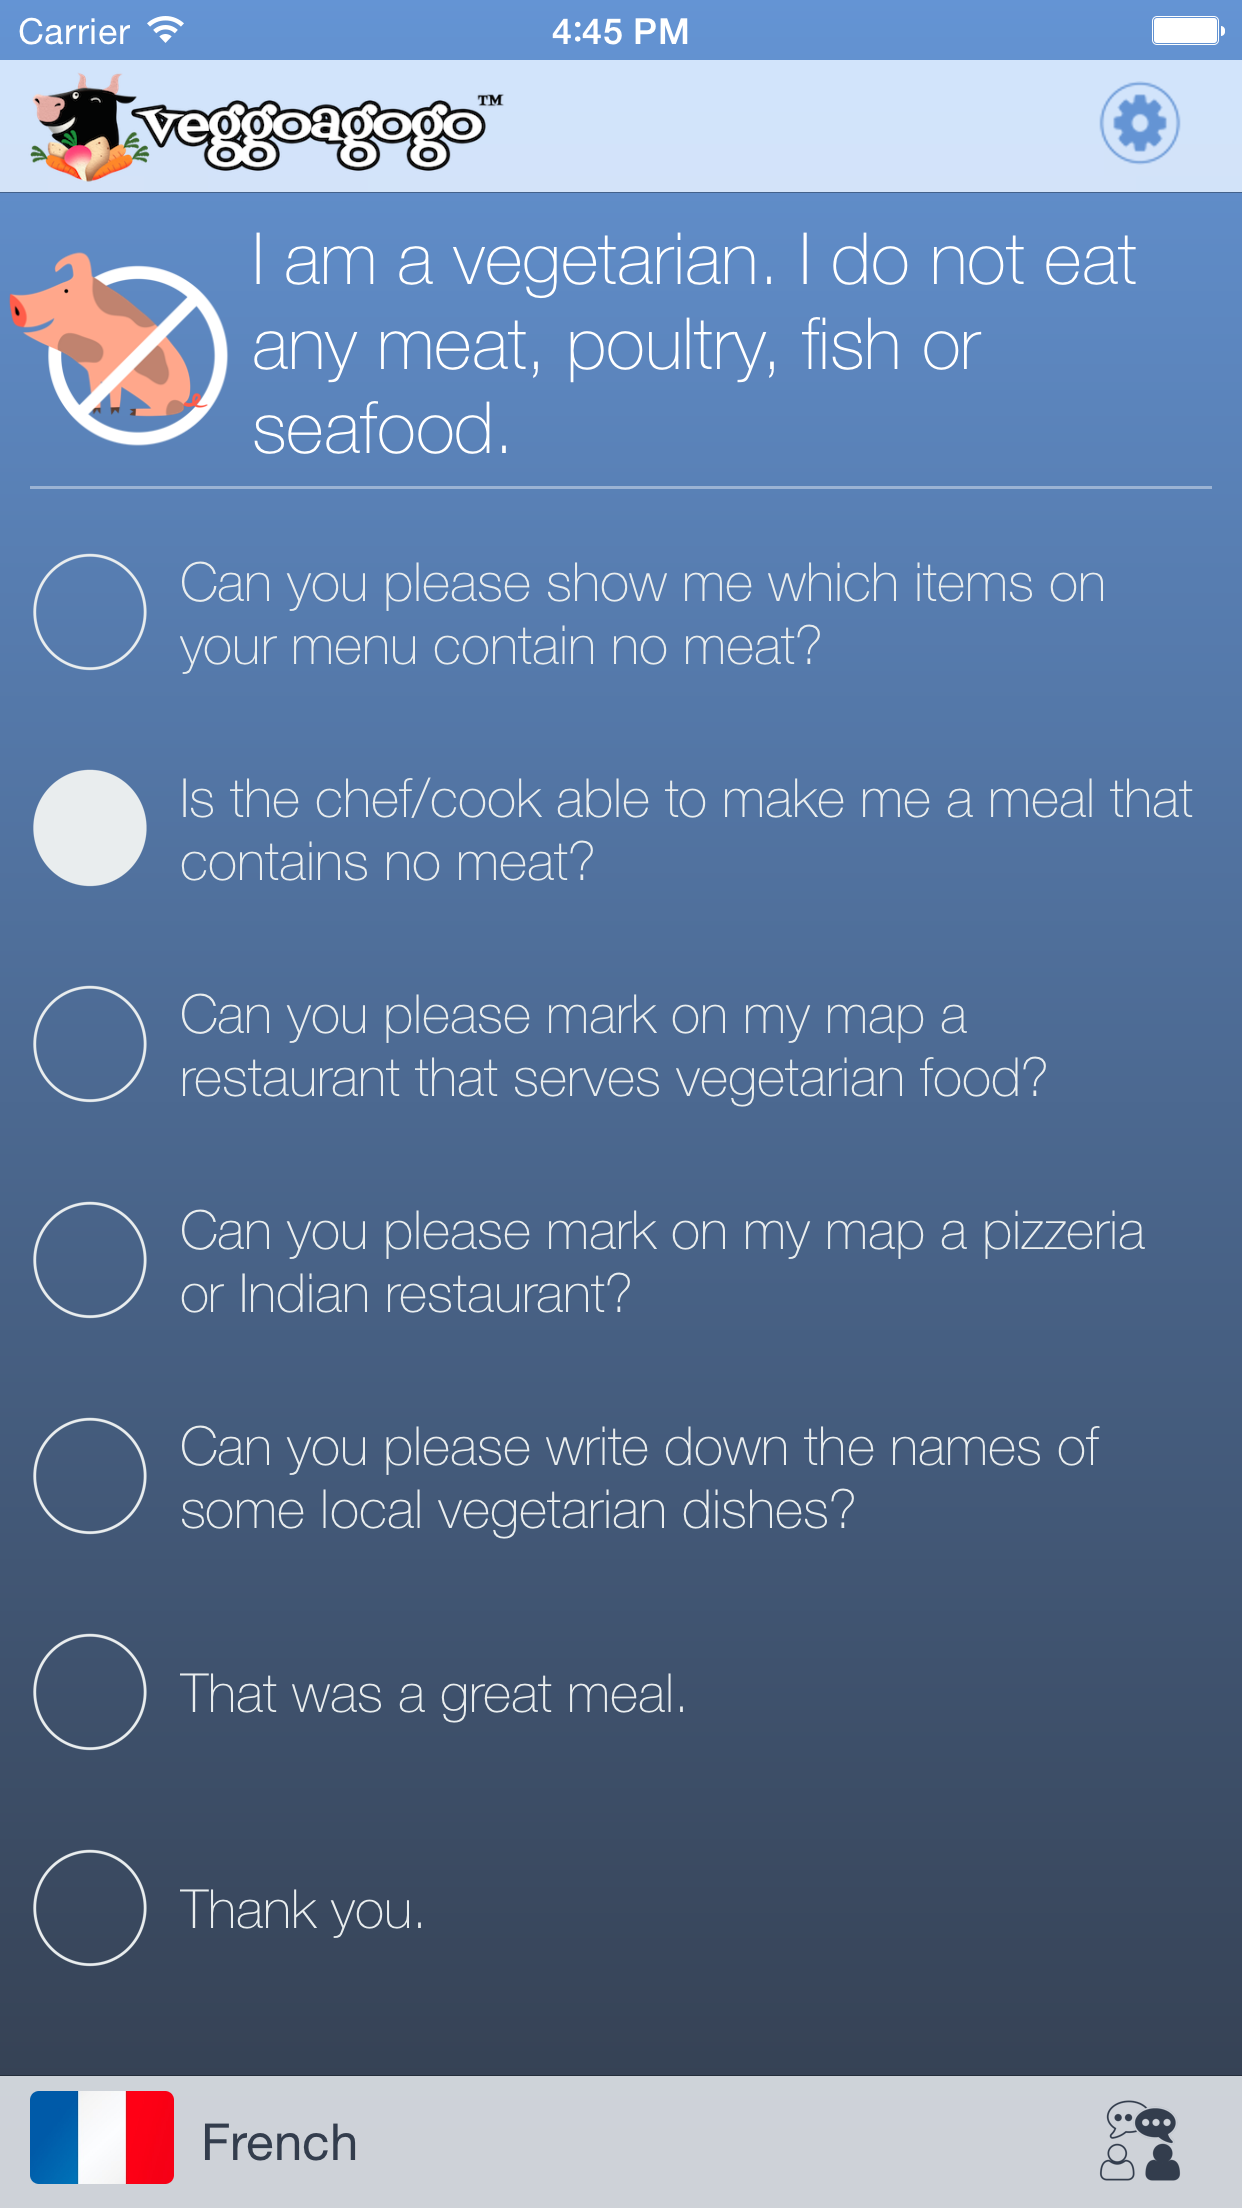 Carrier 4:45 PM
veggoagogo™
I am a vegetarian. I do not eat
any meat, poultry, fish or
seafood.
Can you please show me which items on
your menu contain no meat?
Is the chef/cook able to make me a meal that
contains no meat?
Can you please mark on my map a
restaurant that serves vegetarian food?
Can you please mark on my map a pizzeria
or Indian restaurant?
Can you please write down the names of
some local vegetarian dishes?
That was a great meal.
Thank you.
French